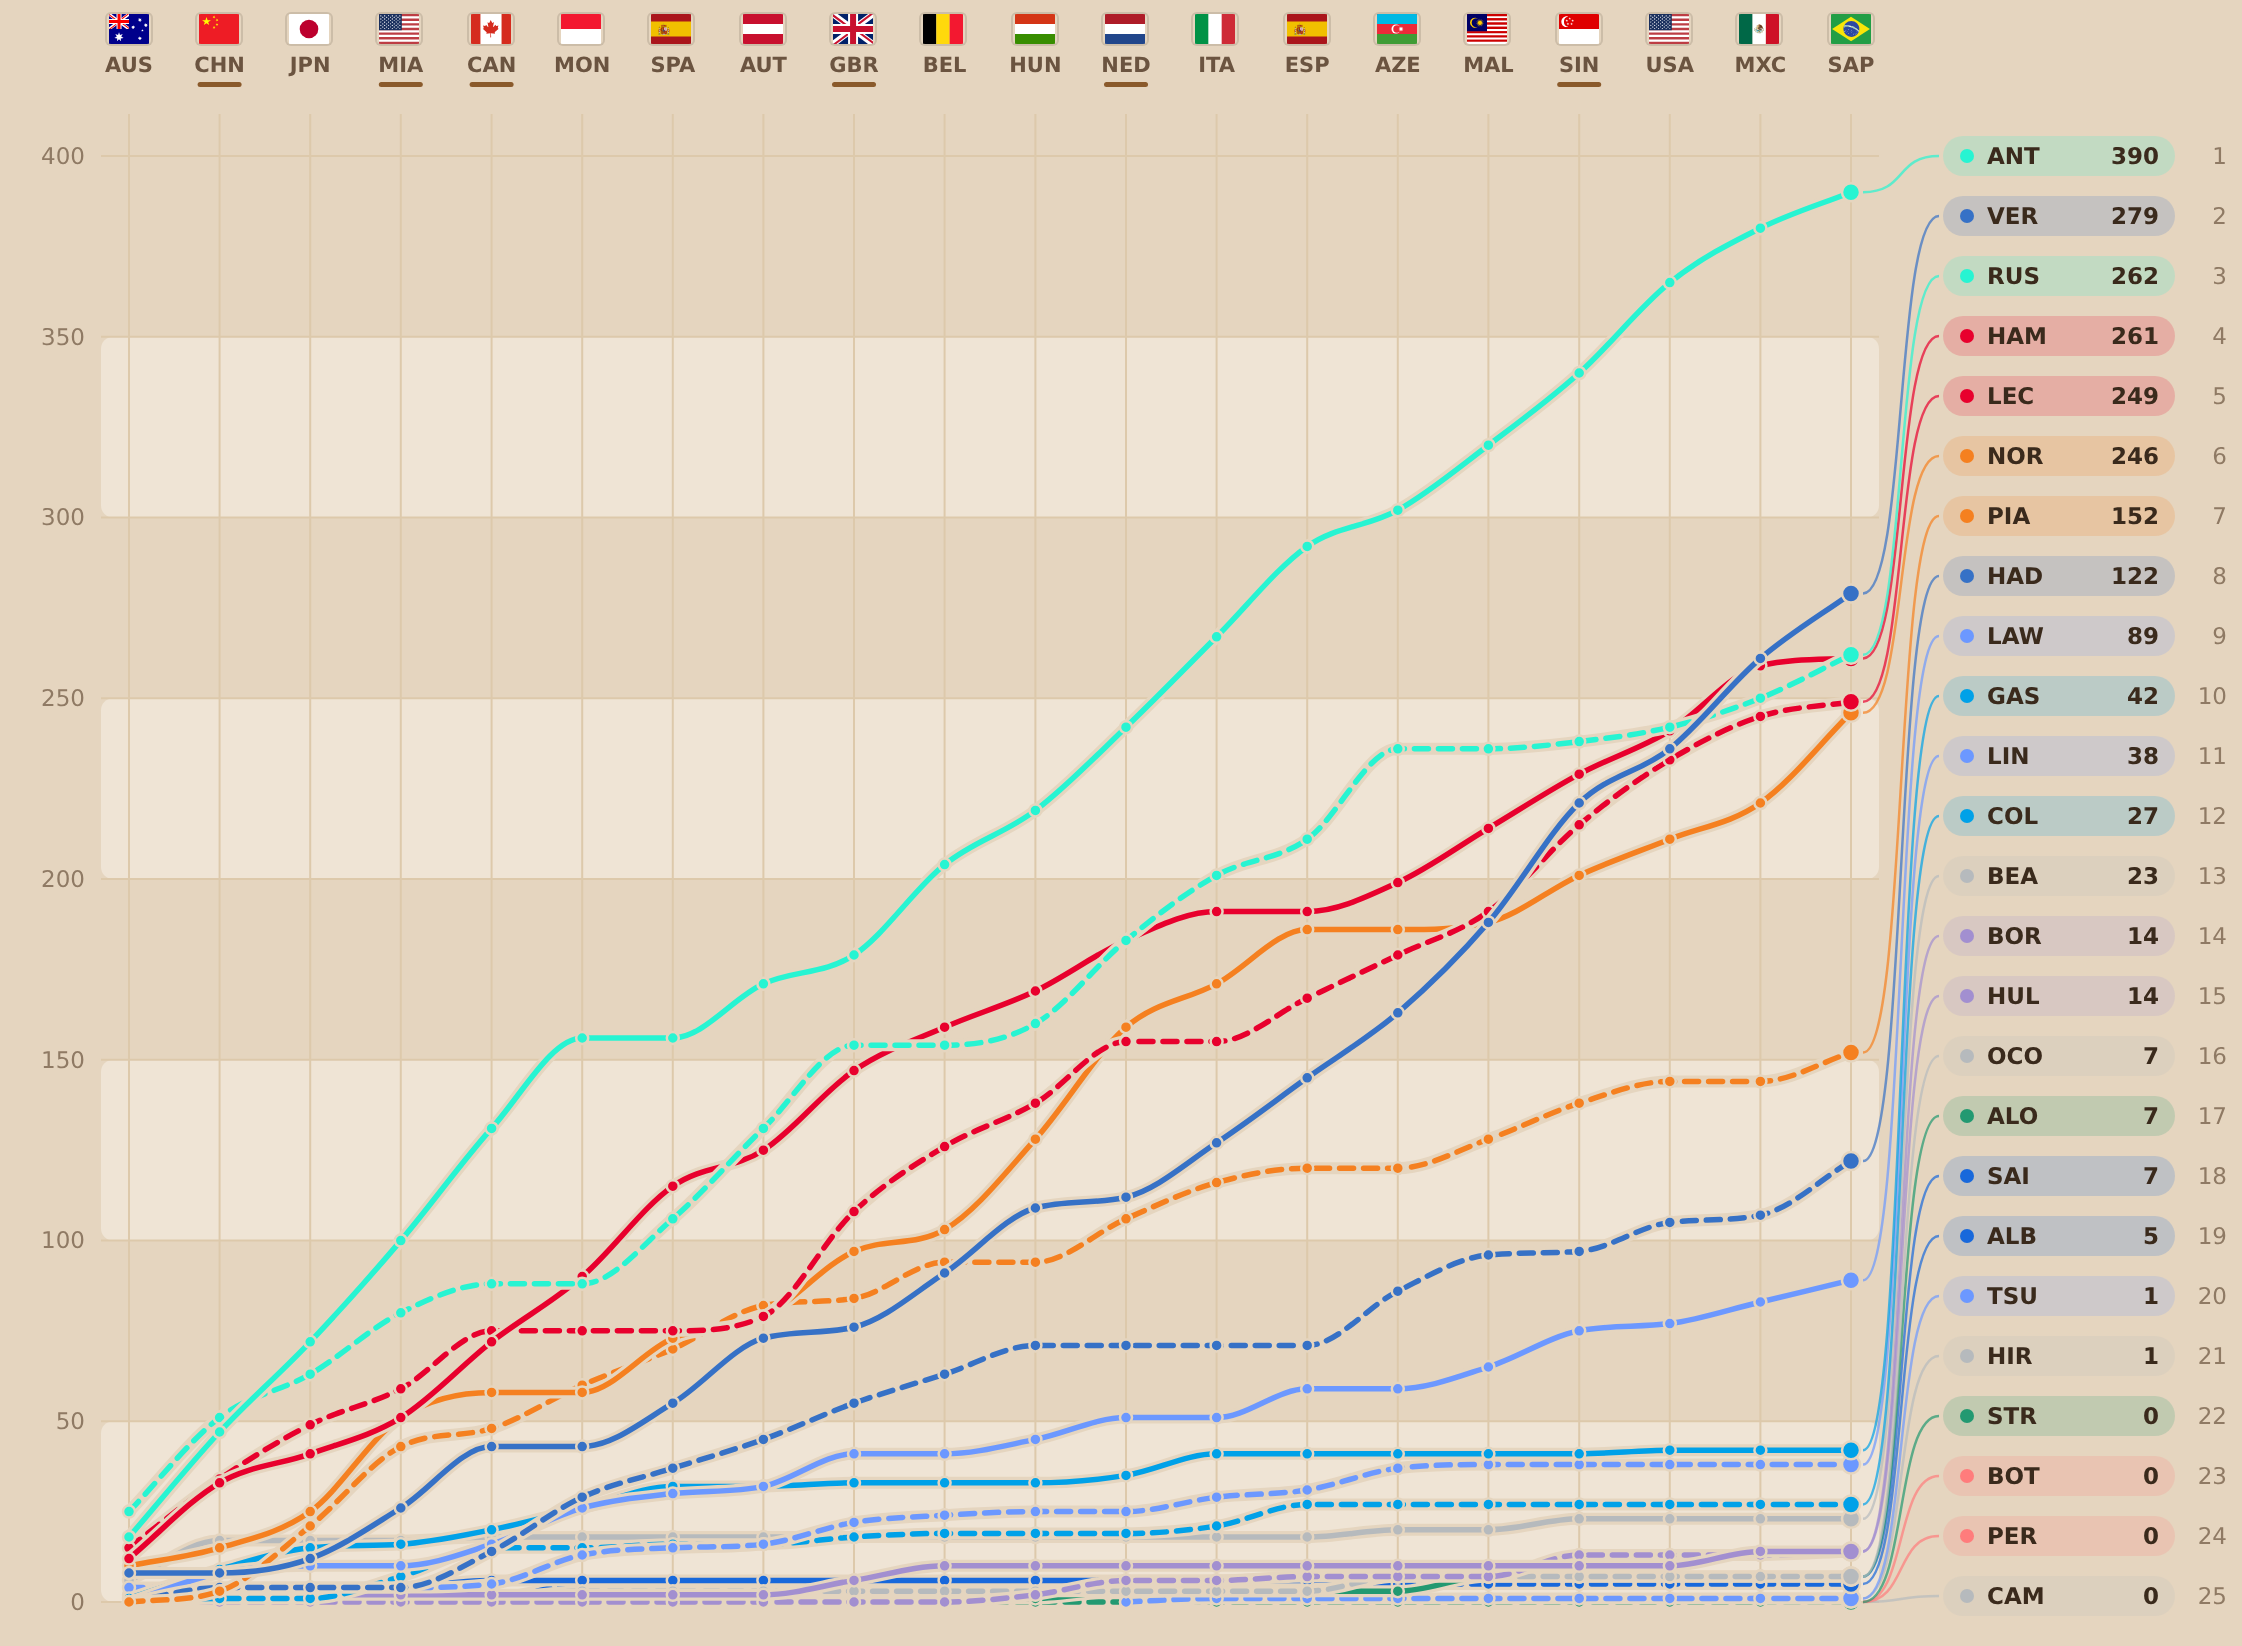 AUS CHN JPN MIA CAN MON SPA AUT GBR BEL HUN NED ITA ESP AZE MAL SIN USA MXC SAP
400
350
300
250
200
150
100
50
0
ANT 390 1
VER 279 2
RUS 262 3
HAM 261 4
LEC 249 5
NOR 246 6
PIA 152 7
HAD 122 8
LAW 89 9
GAS 42 10
LIN 38 11
COL 27 12
BEA 23 13
BOR 14 14
HUL 14 15
OCO 7 16
ALO 7 17
SAI 7 18
ALB 5 19
TSU 1 20
HIR 1 21
STR 0 22
BOT 0 23
PER 0 24
CAM 0 25